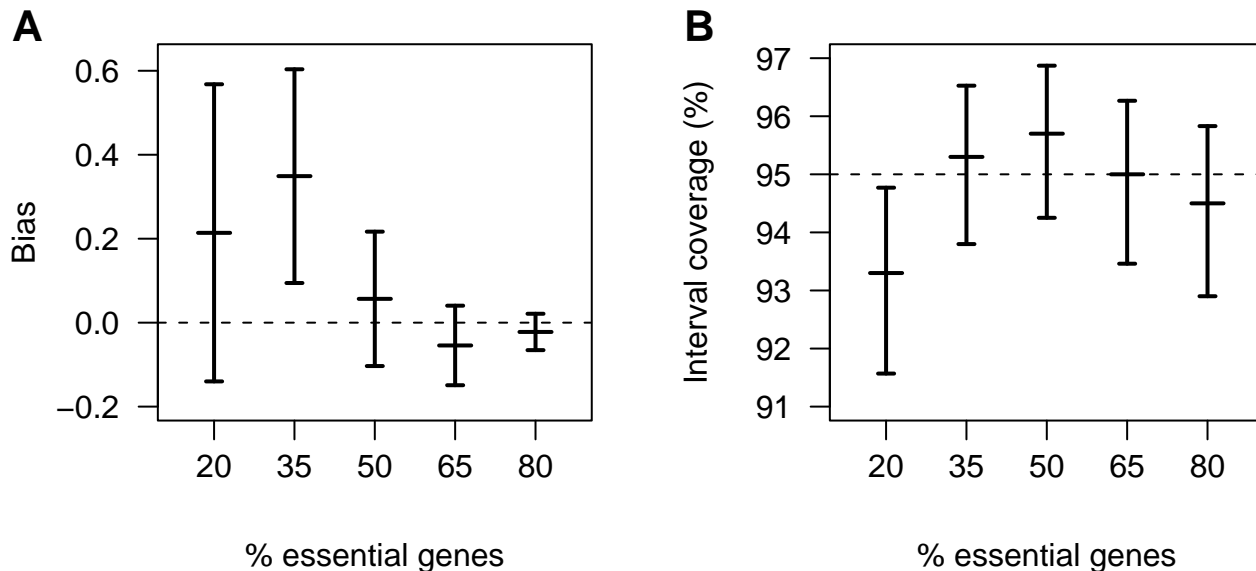 A
Bias
0.6
0.4
0.2
0.0
−0.2
20 35 50 65 80
% essential genes
B
Interval coverage (%)
97
96
95
94
93
92
91
20 35 50 65 80
% essential genes